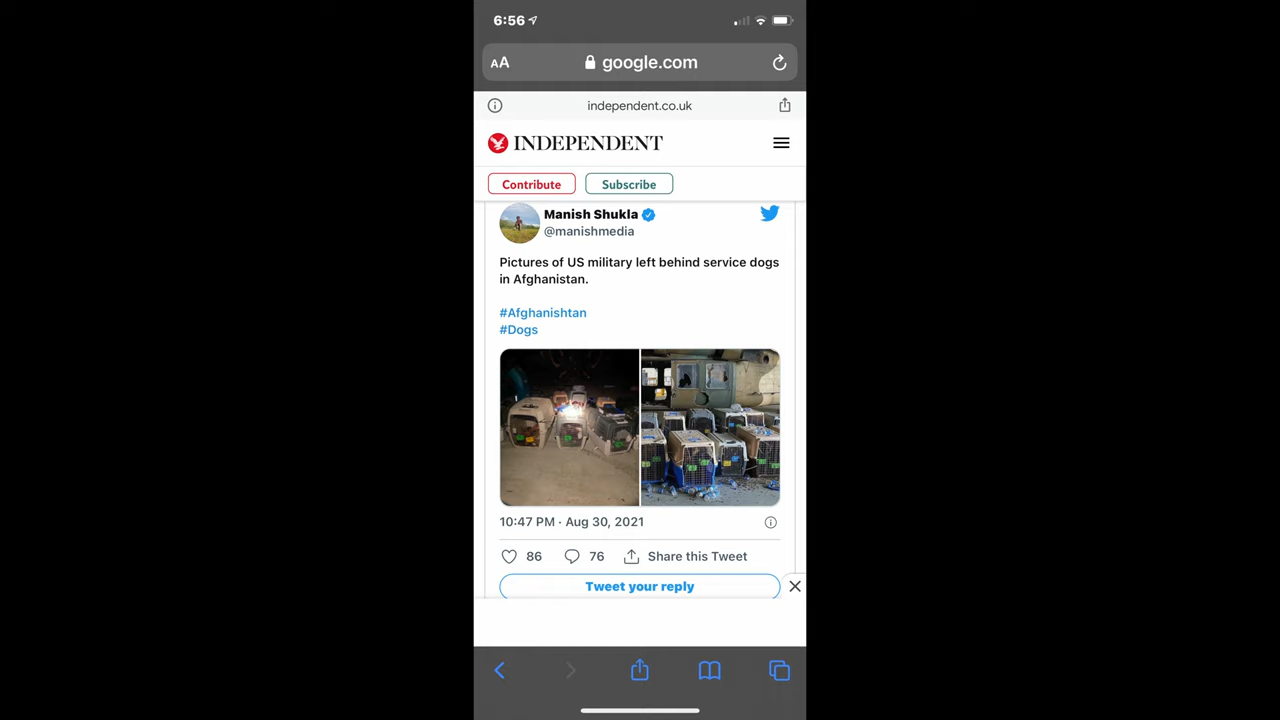 6:56
AA google.com
independent.co.uk
INDEPENDENT
Contribute Subscribe
Manish Shukla
@manishmedia
Pictures of US military left behind service dogs
in Afghanistan.
#Afghanishtan
#Dogs
10:47 PM · Aug 30, 2021
86 76 Share this Tweet
Tweet your reply